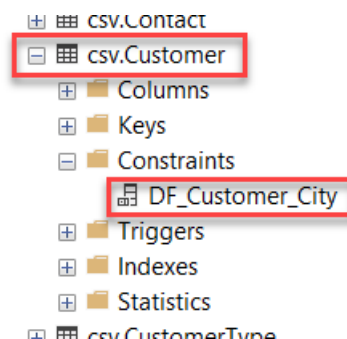 csv.Contact
csv.Customer
Columns
Keys
Constraints
DF_Customer_City
Triggers
Indexes
Statistics
csv.CustomerType